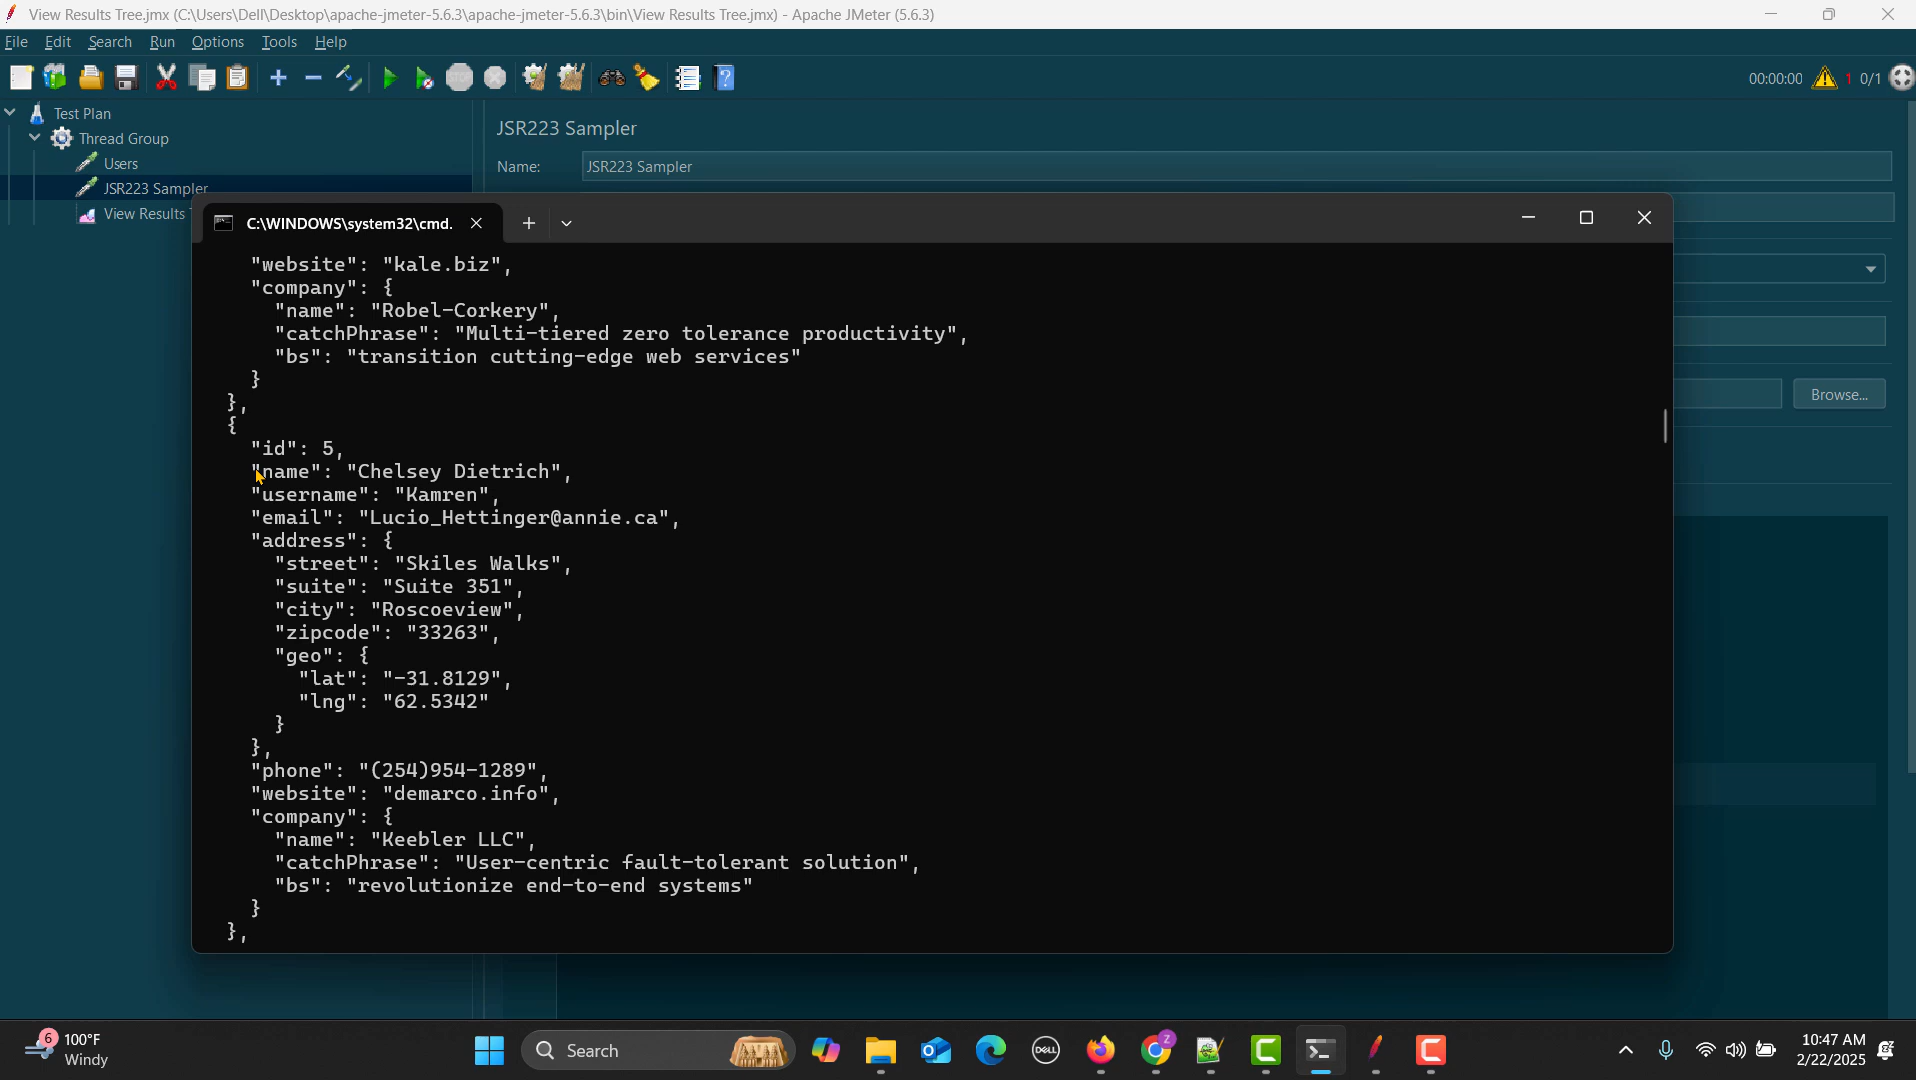 View Results Tree.jmx (C:\Users\Dell\Desktop\apache-jmeter-5.6.3\apache-jmeter-5.6.3\bin\View Results Tree.jmx) - Apache JMeter (5.6.3)
File Edit Search Run Options Tools Help
STOP
00:00:00 1 0/1
Test Plan
Thread Group
Users
JSR223 Sampler
View Results
JSR223 Sampler
Name: JSR223 Sampler
Browse...
C:\WINDOWS\system32\cmd.
"website": "kale.biz",
"company": {
"name": "Robel-Corkery",
"catchPhrase": "Multi-tiered zero tolerance productivity",
"bs": "transition cutting-edge web services"
}
},
{
"id": 5,
"name": "Chelsey Dietrich",
"username": "Kamren",
"email": "Lucio_Hettinger@annie.ca",
"address": {
"street": "Skiles Walks",
"suite": "Suite 351",
"city": "Roscoeview",
"zipcode": "33263",
"geo": {
"lat": "-31.8129",
"lng": "62.5342"
}
},
"phone": "(254)954-1289",
"website": "demarco.info",
"company": {
"name": "Keebler LLC",
"catchPhrase": "User-centric fault-tolerant solution",
"bs": "revolutionize end-to-end systems"
}
},
6
100°F
Windy
Search
DELL
Z
10:47 AM
2/22/2025